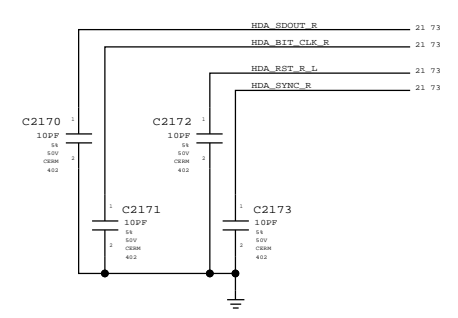 HDA_SDOUT_R 21 73
HDA_BIT_CLK_R 21 73
HDA_RST_R_L 21 73
HDA_SYNC_R 21 73
C2170 1
10PF
5%
50V
CERM 2
402
C2172 1
10PF
5%
50V
CERM 2
402
1 C2171
10PF
5%
50V
2 CERM
402
1 C2173
10PF
5%
50V
2 CERM
402